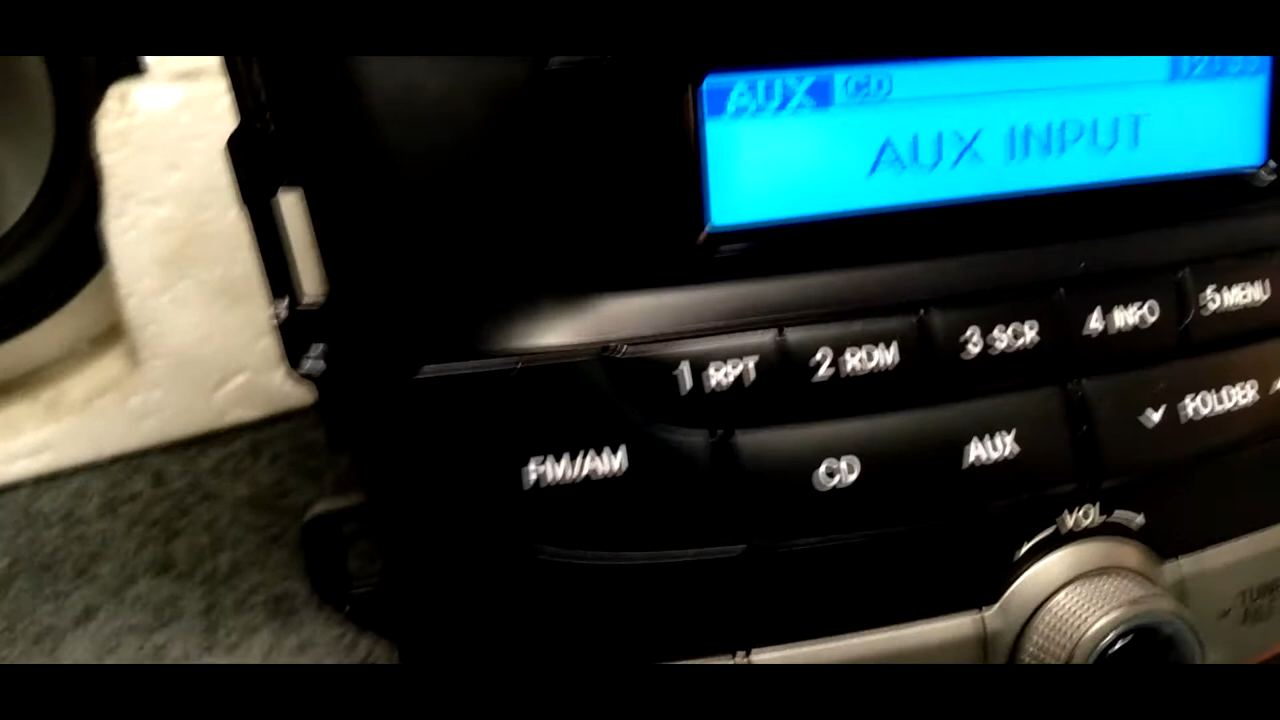 AUX CD
AUX INPUT
1 RPT 2 RDM 3 SCR 4 INFO 5 MENU
FM/AM CD AUX FOLDER
VOL